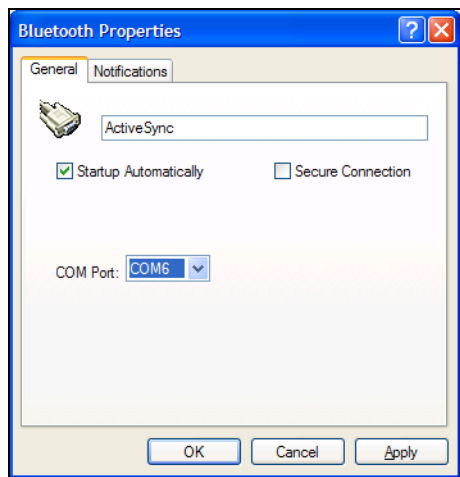 Bluetooth Properties
General Notifications
ActiveSync
Startup Automatically Secure Connection
COM Port: COM6
OK Cancel Apply